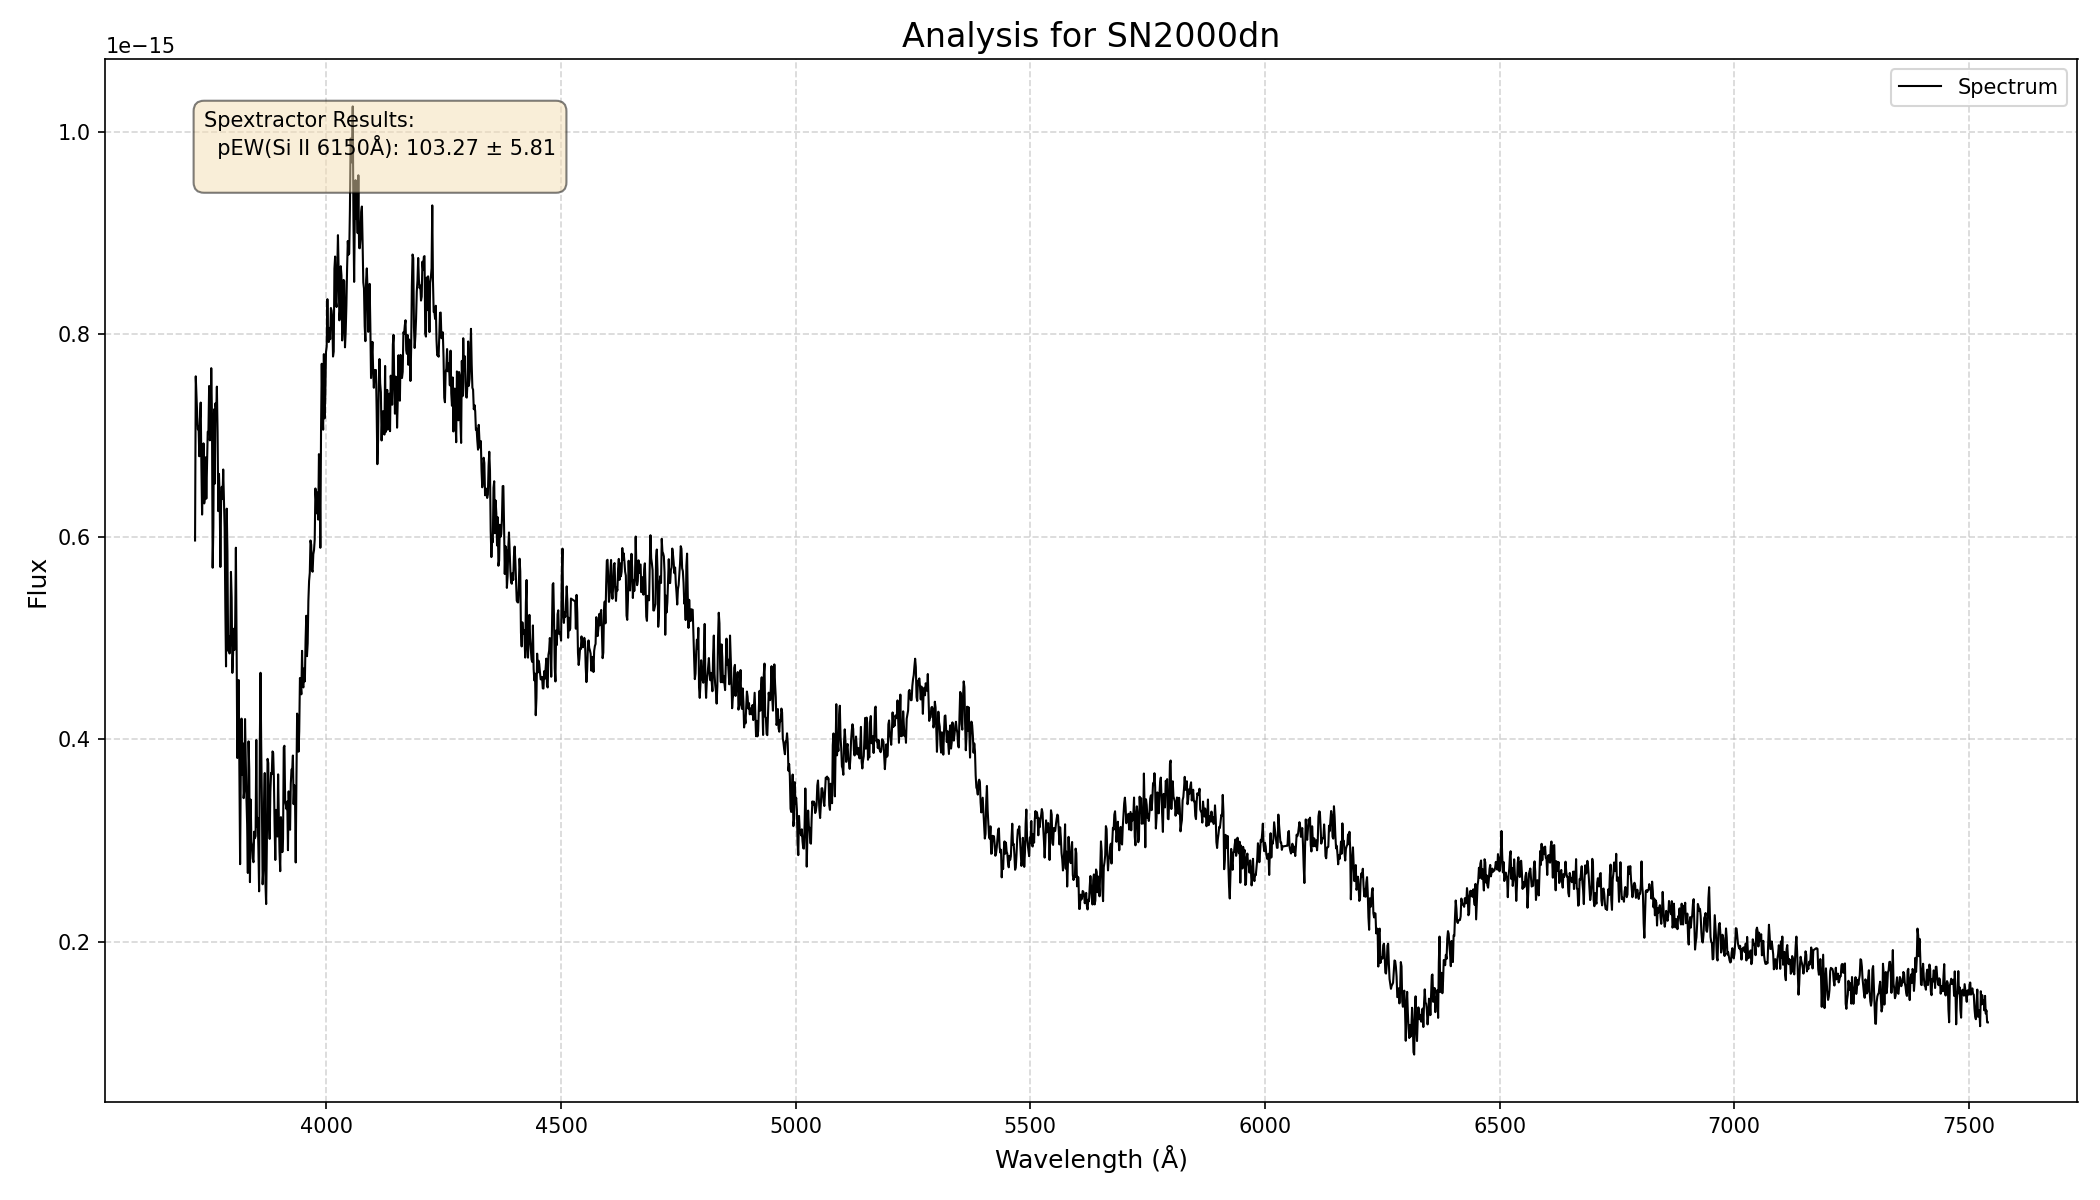 Analysis for SN2000dn
1e−15
Spectrum
Spextractor Results:
pEW(Si II 6150Å): 103.27 ± 5.81
1.0
0.8
0.6
0.4
0.2
Flux
4000 4500 5000 5500 6000 6500 7000 7500
Wavelength (Å)